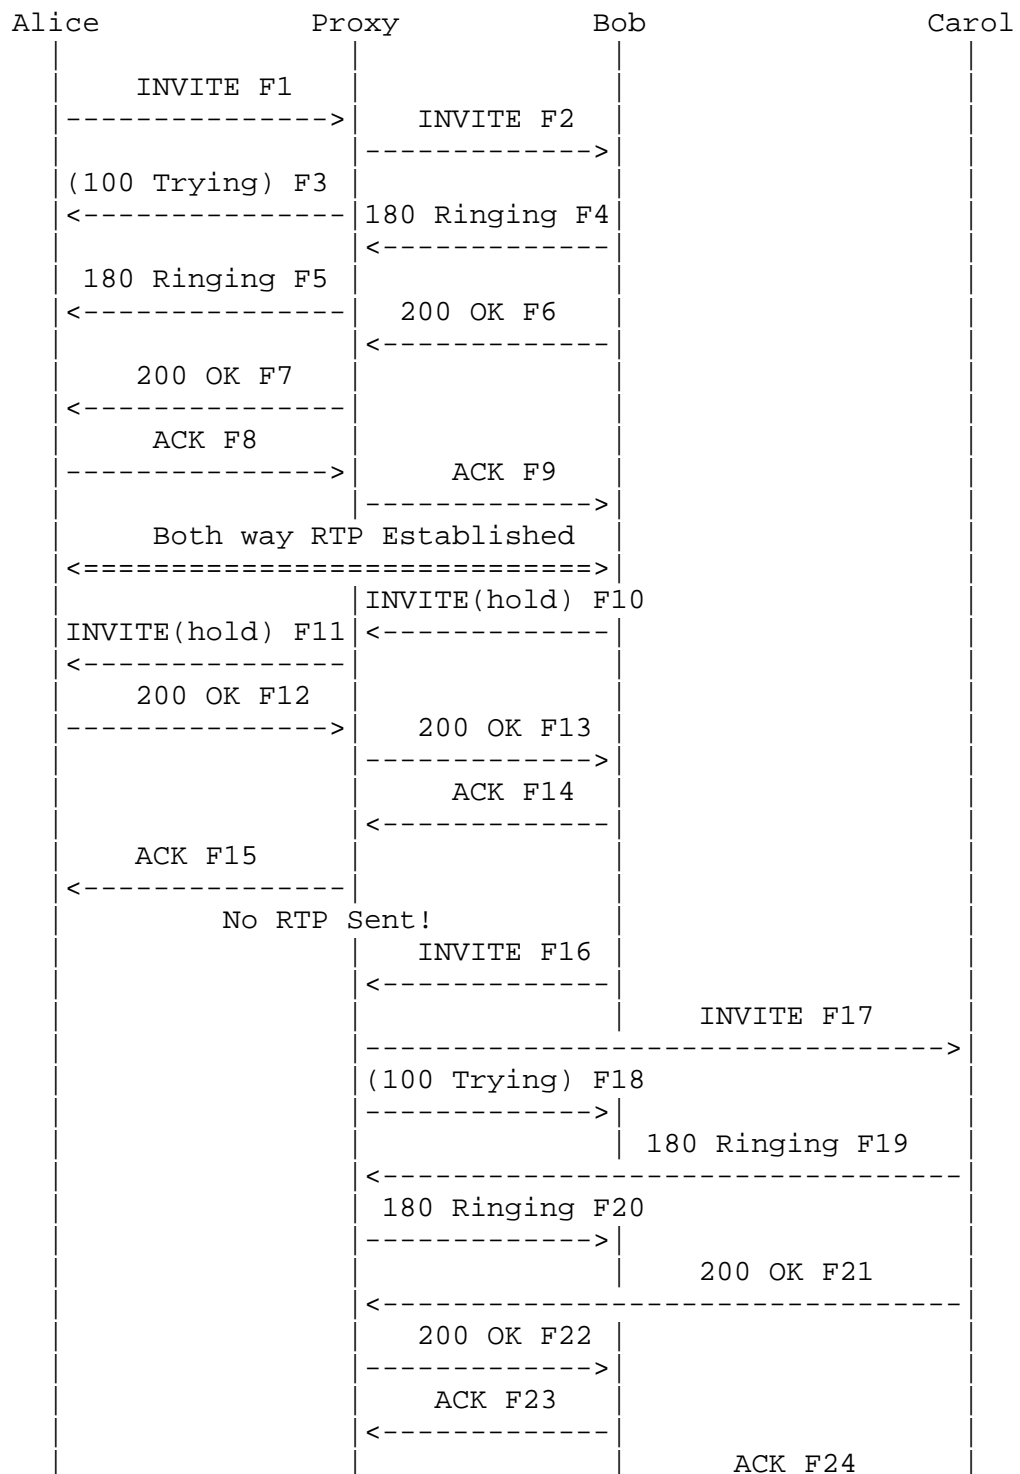 Alice Proxy Bob Carol
INVITE F1
INVITE F2
(100 Trying) F3
180 Ringing F4
180 Ringing F5
200 OK F6
200 OK F7
ACK F8
ACK F9
Both way RTP Established
INVITE(hold) F10
INVITE(hold) F11
200 OK F12
200 OK F13
ACK F14
ACK F15
No RTP Sent!
INVITE F16
INVITE F17
(100 Trying) F18
180 Ringing F19
180 Ringing F20
200 OK F21
200 OK F22
ACK F23
ACK F24